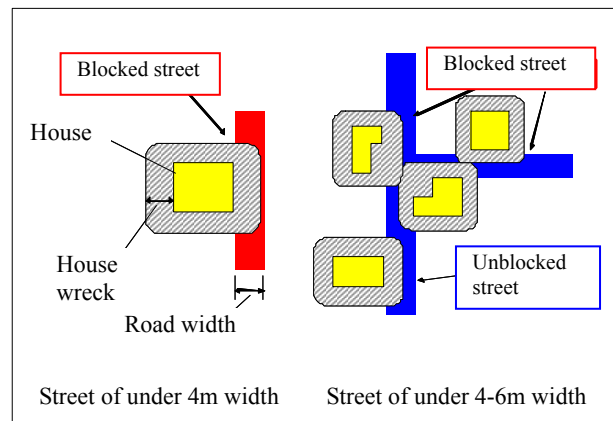 Blocked street
House
House
wreck
Road width
Street of under 4m width
Blocked street
Unblocked
street
Street of under 4-6m width